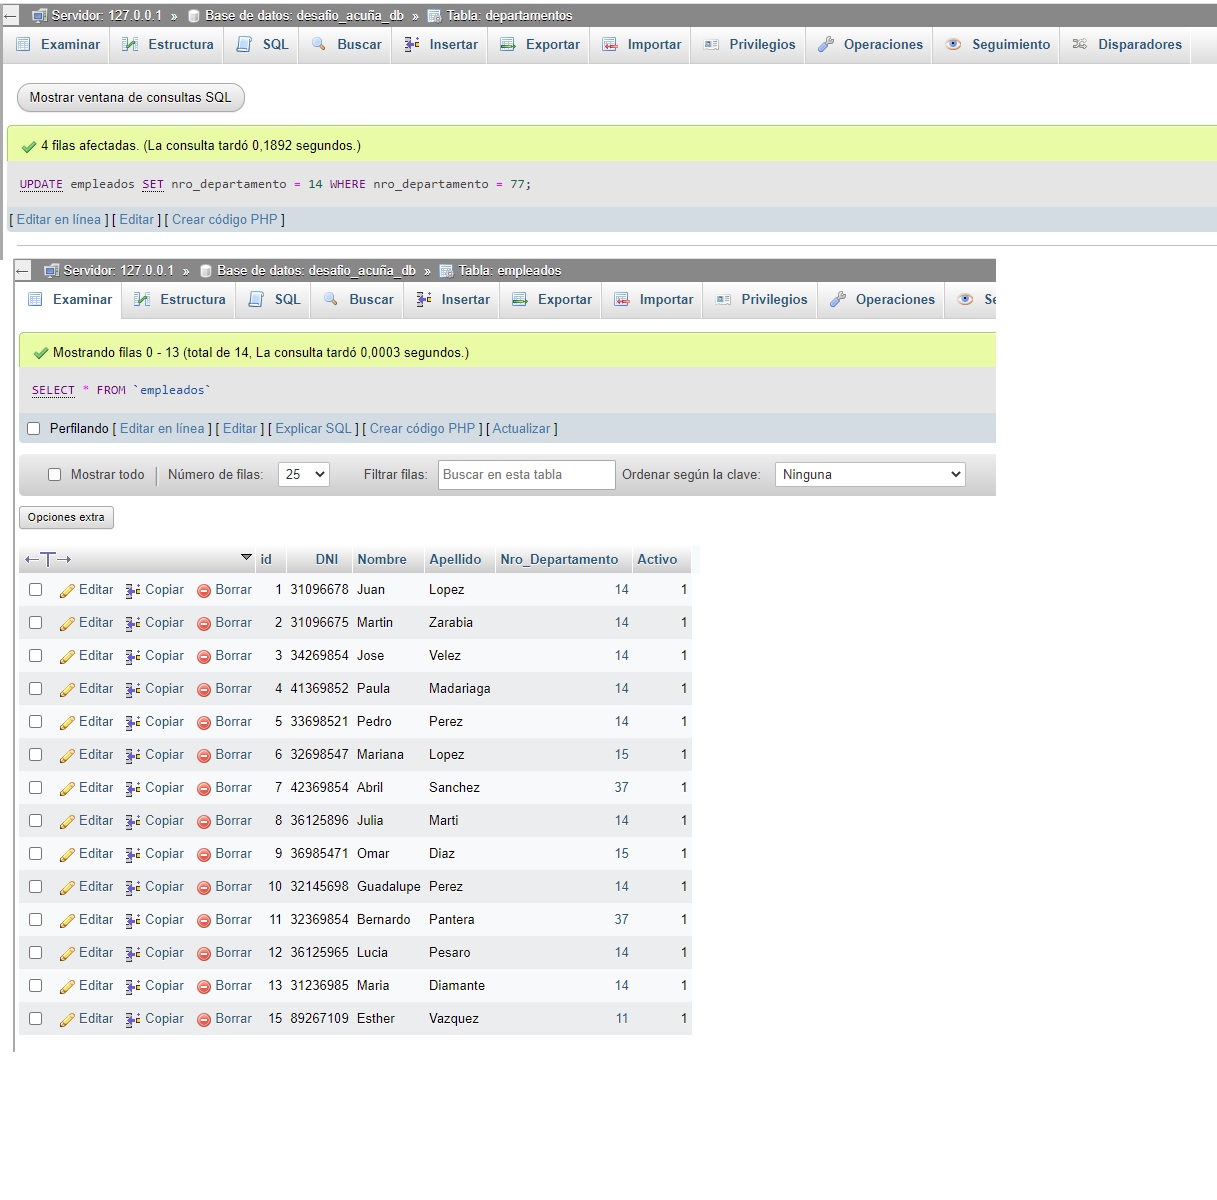 Servidor: 127.0.0.1 » Base de datos: desafio_acuña_db » Tabla: departamentos
Examinar Estructura SQL Buscar Insertar Exportar Importar Privilegios Operaciones Seguimiento Disparadores
Mostrar ventana de consultas SQL
4 filas afectadas. (La consulta tardó 0,1892 segundos.)
UPDATE empleados SET nro_departamento = 14 WHERE nro_departamento = 77;
[ Editar en línea ] [ Editar ] [ Crear código PHP ]
Servidor: 127.0.0.1 » Base de datos: desafio_acuña_db » Tabla: empleados
Examinar Estructura SQL Buscar Insertar Exportar Importar Privilegios Operaciones Se
Mostrando filas 0 - 13 (total de 14, La consulta tardó 0,0003 segundos.)
SELECT * FROM `empleados`
Perfilando [ Editar en línea ] [ Editar ] [ Explicar SQL ] [ Crear código PHP ] [ Actualizar ]
Mostrar todo Número de filas: 25 Filtrar filas: Buscar en esta tabla Ordenar según la clave: Ninguna
Opciones extra
←T→ id DNI Nombre Apellido Nro_Departamento Activo
Editar Copiar Borrar 1 31096678 Juan Lopez 14 1
Editar Copiar Borrar 2 31096675 Martin Zarabia 14 1
Editar Copiar Borrar 3 34269854 Jose Velez 14 1
Editar Copiar Borrar 4 41369852 Paula Madariaga 14 1
Editar Copiar Borrar 5 33698521 Pedro Perez 14 1
Editar Copiar Borrar 6 32698547 Mariana Lopez 15 1
Editar Copiar Borrar 7 42369854 Abril Sanchez 37 1
Editar Copiar Borrar 8 36125896 Julia Marti 14 1
Editar Copiar Borrar 9 36985471 Omar Diaz 15 1
Editar Copiar Borrar 10 32145698 Guadalupe Perez 14 1
Editar Copiar Borrar 11 32369854 Bernardo Pantera 37 1
Editar Copiar Borrar 12 36125965 Lucia Pesaro 14 1
Editar Copiar Borrar 13 31236985 Maria Diamante 14 1
Editar Copiar Borrar 15 89267109 Esther Vazquez 11 1